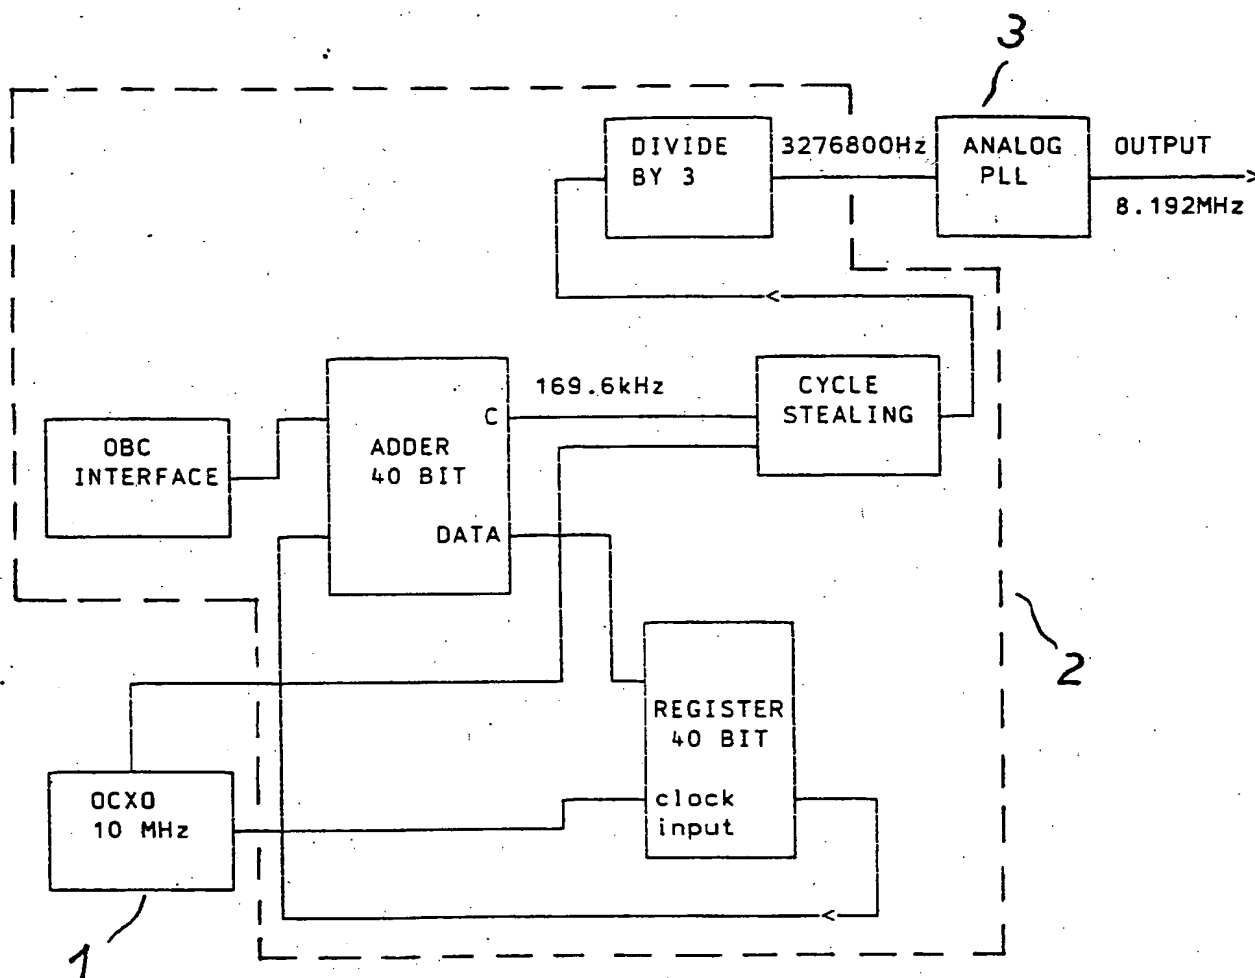 3
DIVIDE
BY 3
3276800Hz
ANALOG
PLL
OUTPUT
8.192MHz
OBC
INTERFACE
ADDER
40 BIT
C
DATA
169.6kHz
CYCLE
STEALING
2
REGISTER
40 BIT
clock
input
OCXO
10 MHz
1